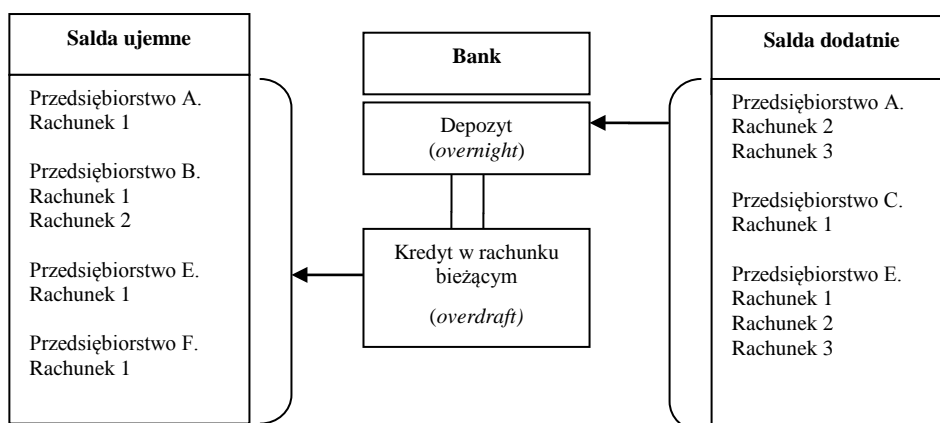 Salda ujemne
Przedsiębiorstwo A.
Rachunek 1
Przedsiębiorstwo B.
Rachunek 1
Rachunek 2
Przedsiębiorstwo E.
Rachunek 1
Przedsiębiorstwo F.
Rachunek 1
Bank
Depozyt
(overnight)
Kredyt w rachunku
bieżącym
(overdraft)
Salda dodatnie
Przedsiębiorstwo A.
Rachunek 2
Rachunek 3
Przedsiębiorstwo C.
Rachunek 1
Przedsiębiorstwo E.
Rachunek 1
Rachunek 2
Rachunek 3